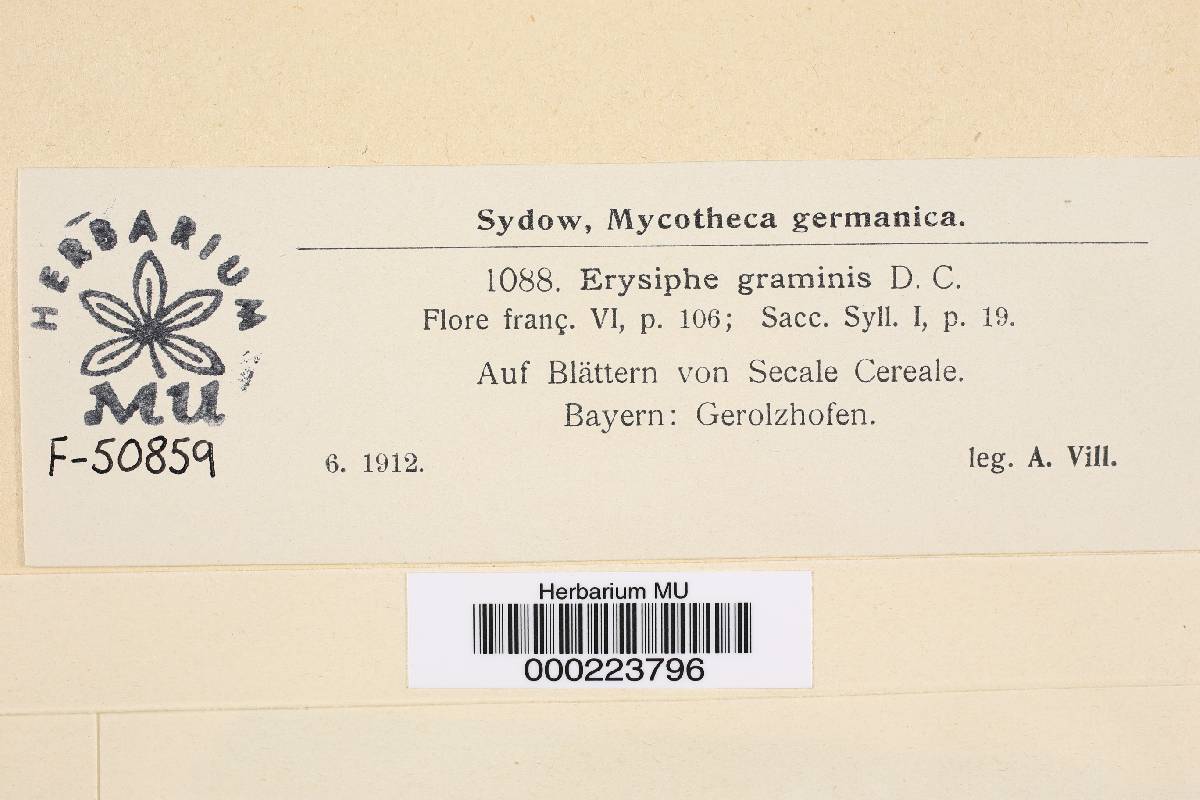 Sydow, Mycotheca germanica.
1088. Erysiphe graminis D. C.
Flore franç. VI, p. 106; Sacc. Syll. I, p. 19.
Auf Blättern von Secale Cereale.
Bayern: Gerolzhofen.
6. 1912. leg. A. Vill.
HERBARIUM
MU
F-50859
Herbarium MU
000223796